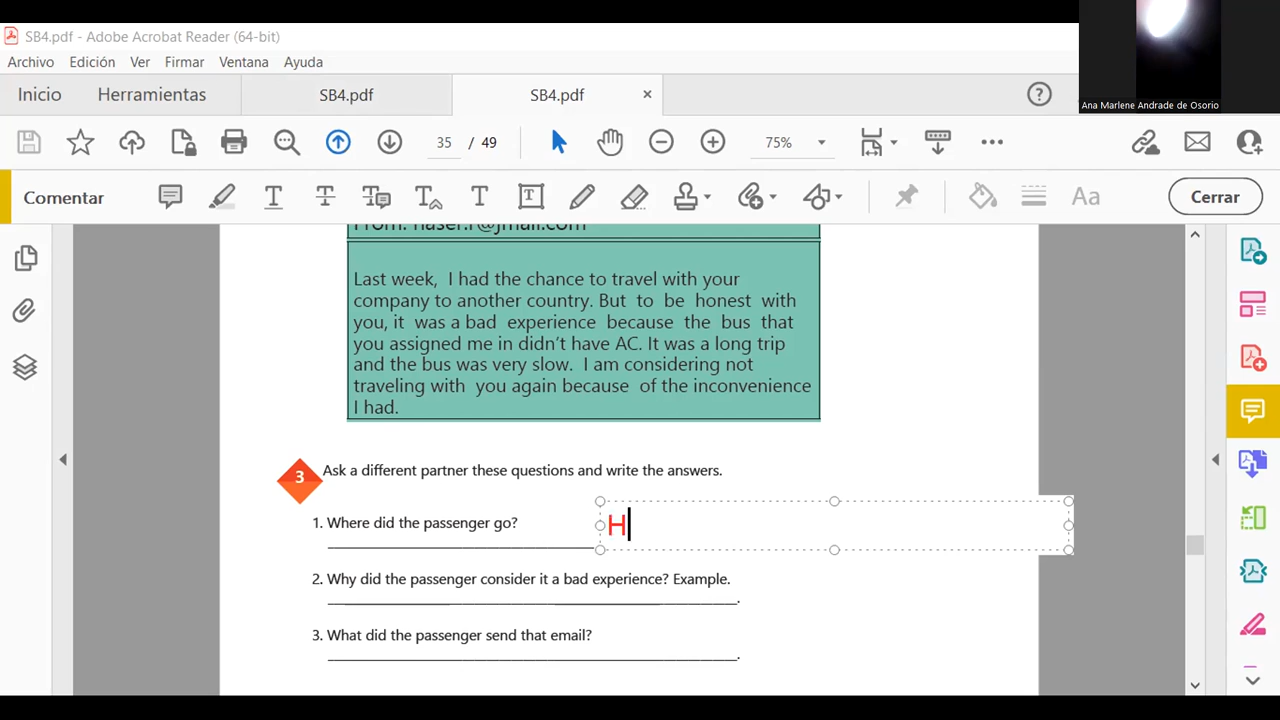 SB4.pdf - Adobe Acrobat Reader (64-bit)
Archivo Edición Ver Firmar Ventana Ayuda
Inicio Herramientas SB4.pdf SB4.pdf ×
35 / 49 75%
Comentar Cerrar
Ana Marlene Andrade de Osorio
From: naser.r@jmail.com
Last week, I had the chance to travel with your
company to another country. But to be honest with
you, it was a bad experience because the bus that
you assigned me in didn't have AC. It was a long trip
and the bus was very slow. I am considering not
traveling with you again because of the inconvenience
I had.
3 Ask a different partner these questions and write the answers.
1. Where did the passenger go? H
2. Why did the passenger consider it a bad experience? Example.
3. What did the passenger send that email?